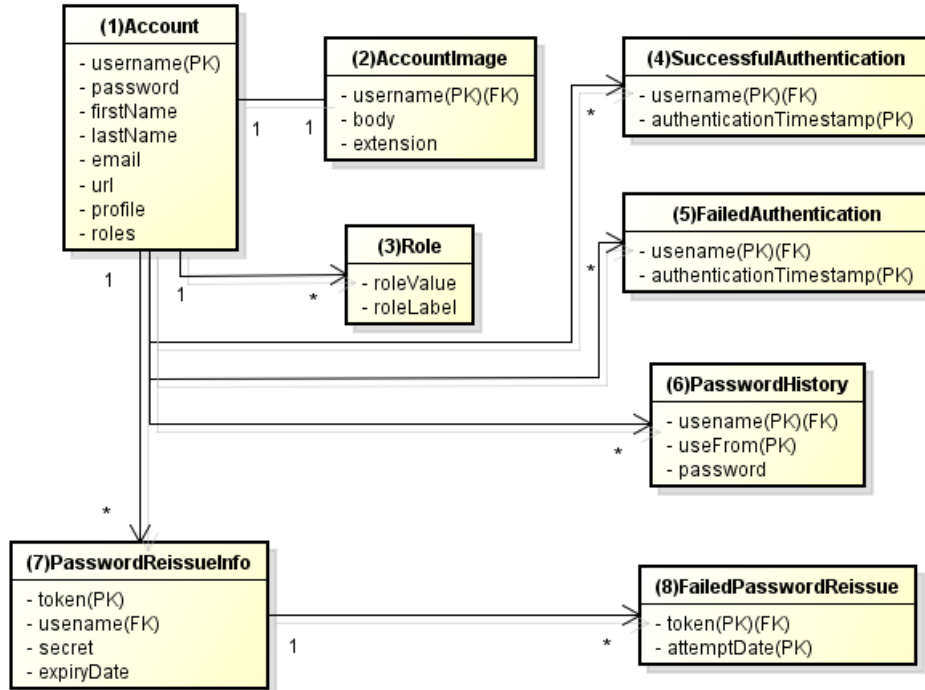 (1)Account
- username(PK)
- password
- firstName
- lastName
- email
- url
- profile
- roles
(2)AccountImage
- username(PK)(FK)
- body
- extension
(4)SuccessfulAuthentication
- username(PK)(FK)
- authenticationTimestamp(PK)
1
1
*
(5)FailedAuthentication
- usename(PK)(FK)
- authenticationTimestamp(PK)
(3)Role
- roleValue
- roleLabel
1
1
*
*
(6)PasswordHistory
- usename(PK)(FK)
- useFrom(PK)
- password
*
*
(7)PasswordReissueInfo
- token(PK)
- usename(FK)
- secret
- expiryDate
(8)FailedPasswordReissue
- token(PK)(FK)
- attemptDate(PK)
1
*